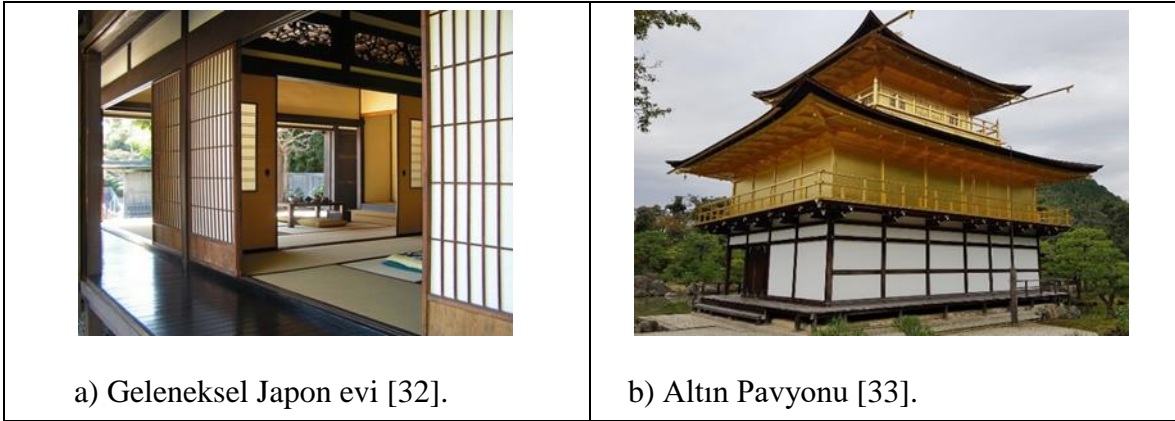 a) Geleneksel Japon evi [32].
b) Altın Pavyonu [33].